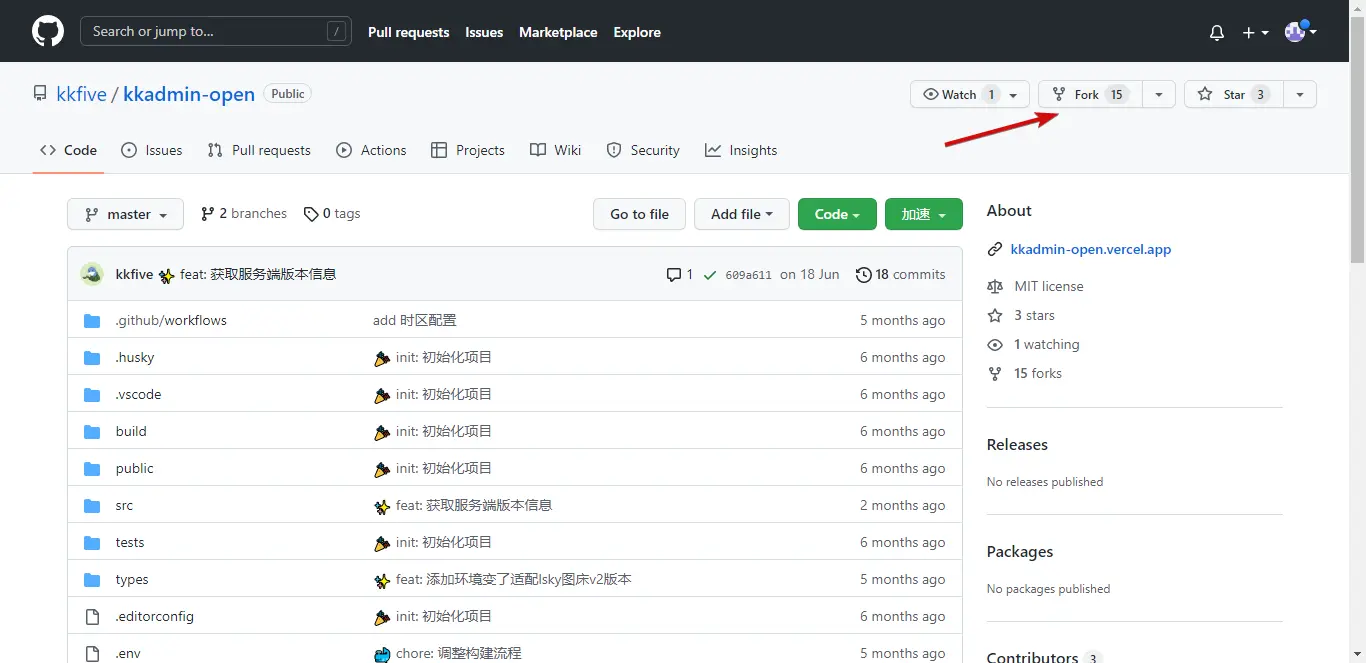 Search or jump to... /
Pull requests Issues Marketplace Explore
kkfive / kkadmin-open Public
Watch 1 Fork 15 Star 3
Code Issues Pull requests Actions Projects Wiki Security Insights
master 2 branches 0 tags Go to file Add file Code 加速
kkfive feat: 获取服务端版本信息 1 609a611 on 18 Jun 18 commits
.github/workflows add 时区配置 5 months ago
.husky init: 初始化项目 6 months ago
.vscode init: 初始化项目 6 months ago
build init: 初始化项目 6 months ago
public init: 初始化项目 6 months ago
src feat: 获取服务端版本信息 2 months ago
tests init: 初始化项目 6 months ago
types feat: 添加环境变了适配lsky图床v2版本 5 months ago
.editorconfig init: 初始化项目 6 months ago
.env chore: 调整构建流程 5 months ago
About
kkadmin-open.vercel.app
MIT license
3 stars
1 watching
15 forks
Releases
No releases published
Packages
No packages published
Contributors 3